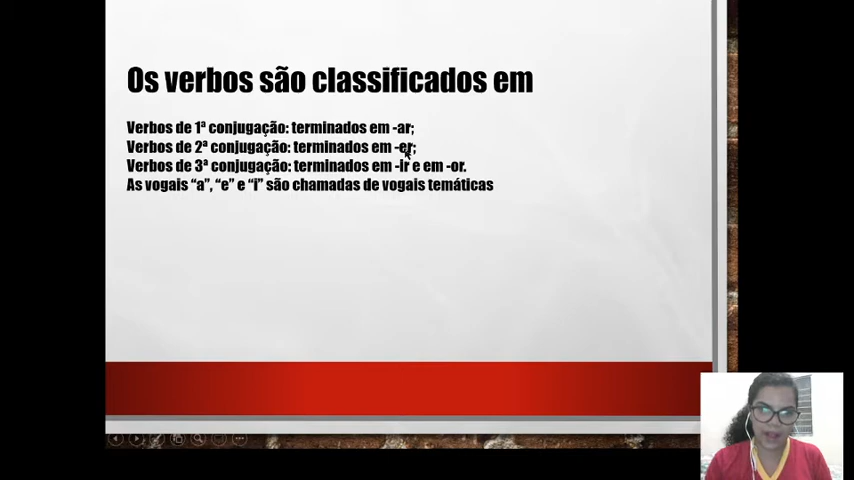 Os verbos são classificados em
Verbos de 1ª conjugação: terminados em -ar;
Verbos de 2ª conjugação: terminados em -er;
Verbos de 3ª conjugação: terminados em -ir e em -or.
As vogais “a”, “e” e “i” são chamadas de vogais temáticas